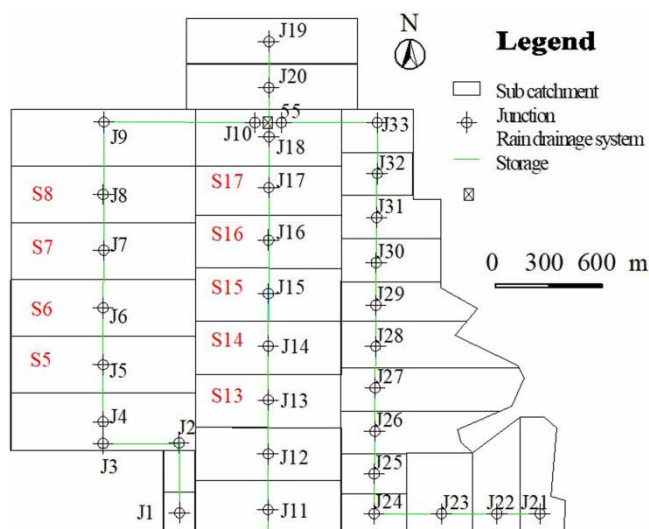 J19
N
Legend
J20
Sub catchment
Junction
Rain drainage system
Storage
J9
J10
55
J18
J33
S8
J8
S17
J17
J32
S7
J7
S16
J16
J31
J30
0 300 600 m
S6
J6
S15
J15
J29
S5
J5
S14
J14
J28
J4
S13
J13
J27
J3
J2
J12
J26
J25
J1
J11
J24
J23
J22
J21